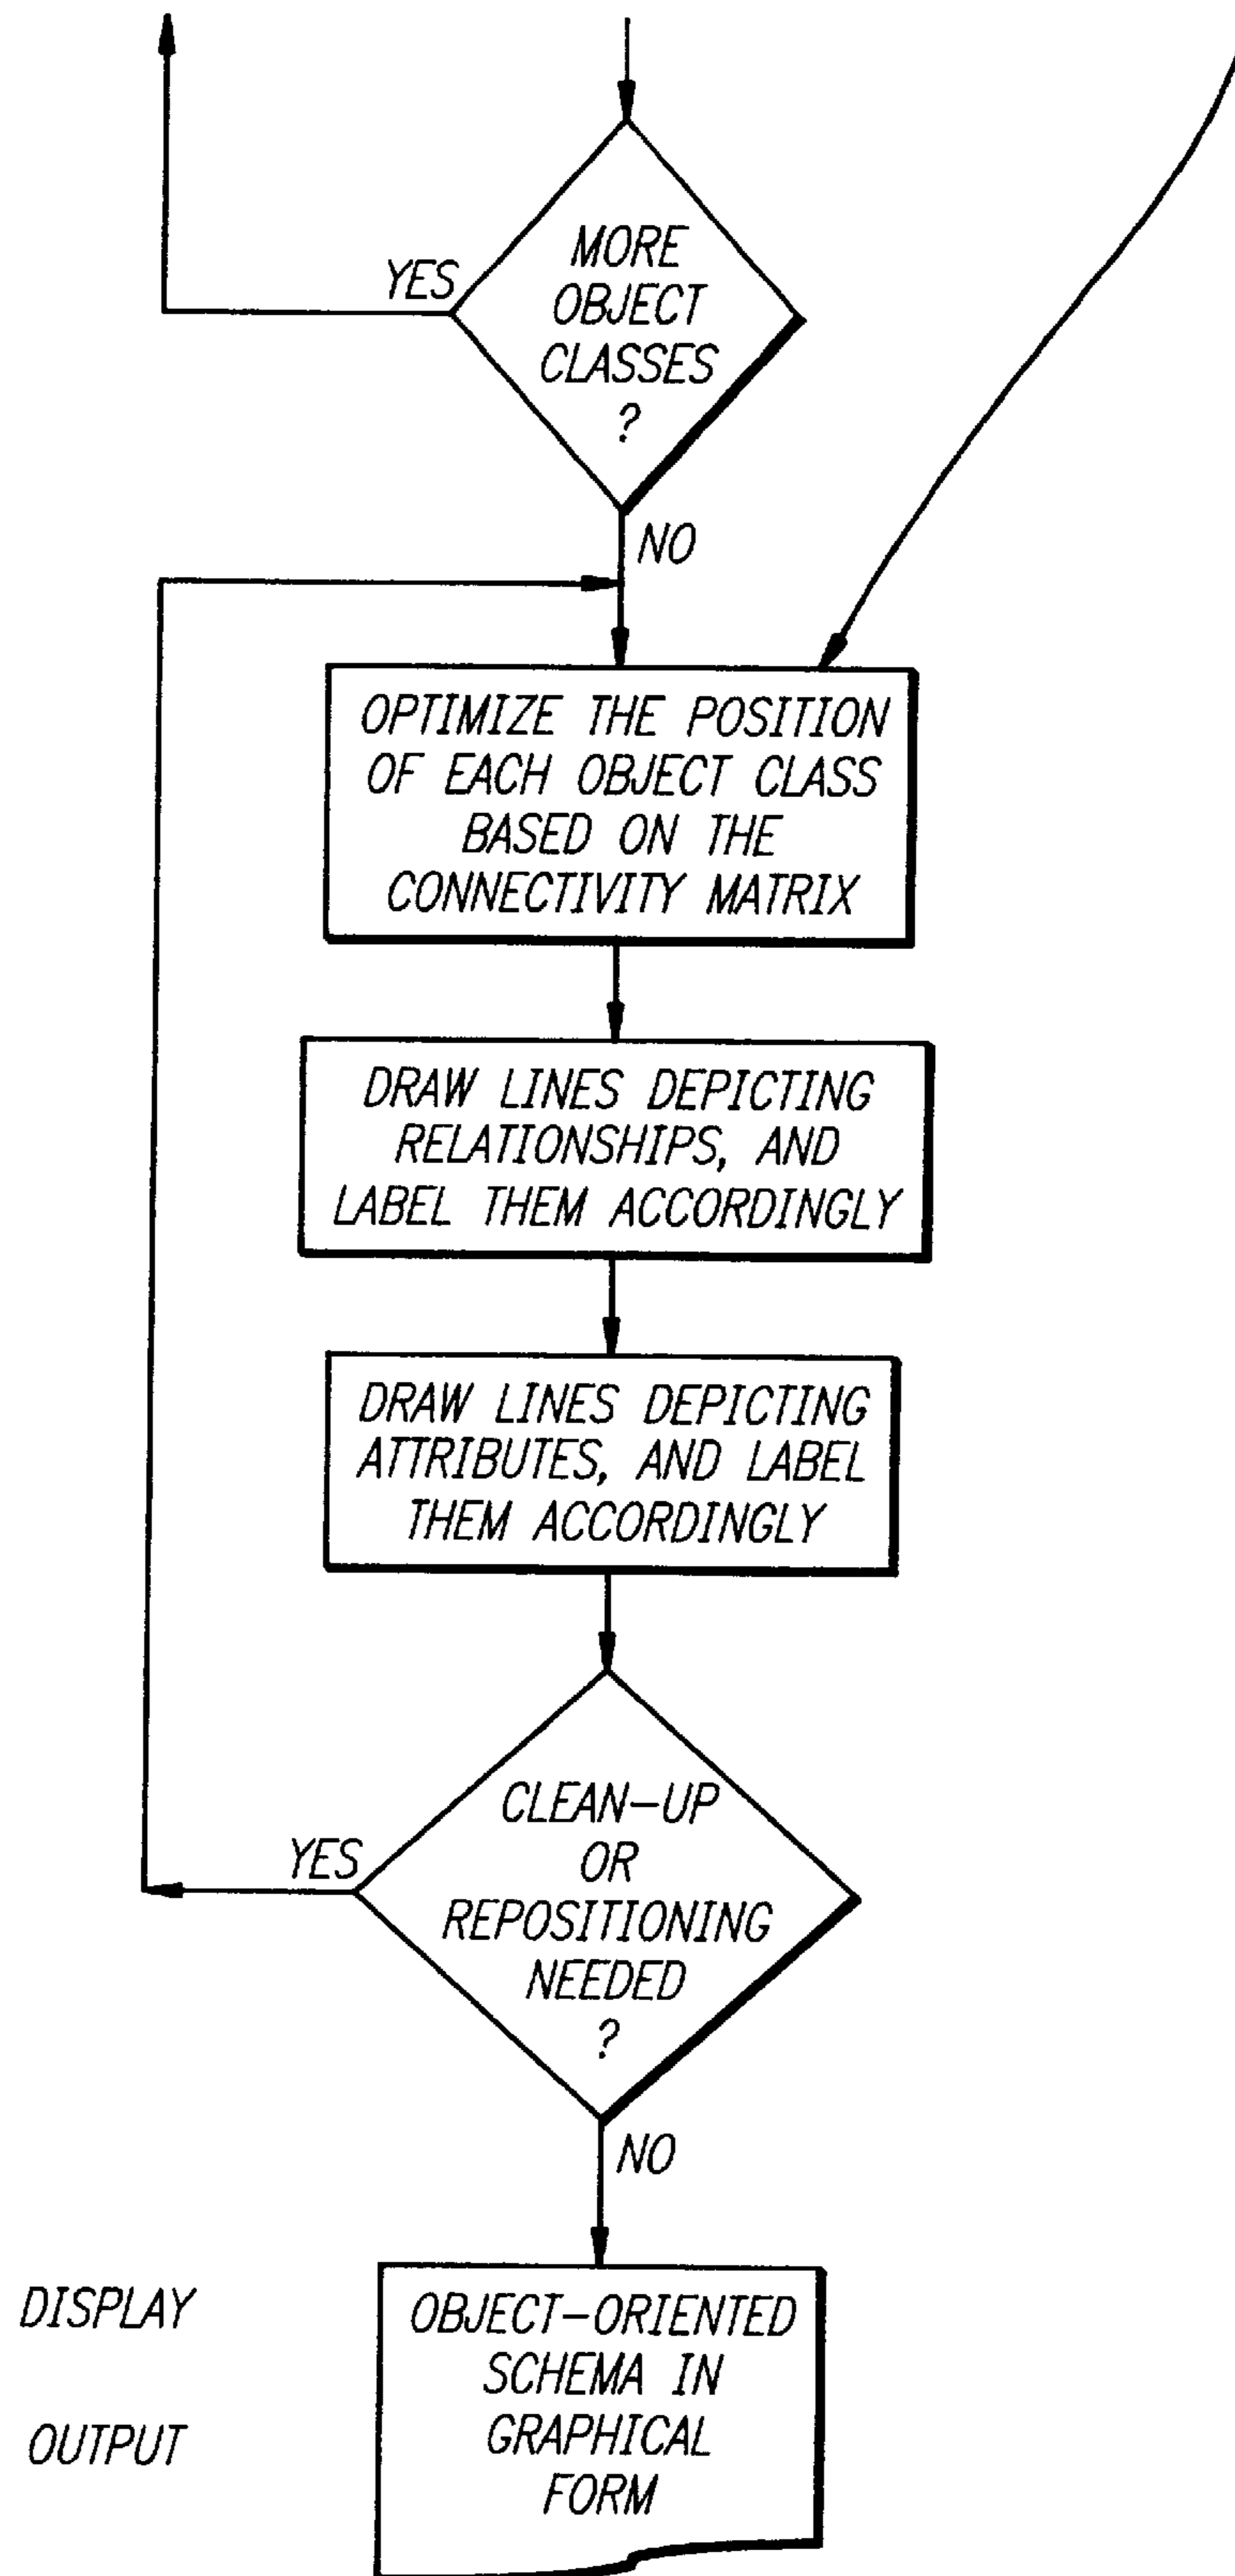 MORE
OBJECT
CLASSES
?
YES
NO
OPTIMIZE THE POSITION
OF EACH OBJECT CLASS
BASED ON THE
CONNECTIVITY MATRIX
DRAW LINES DEPICTING
RELATIONSHIPS, AND
LABEL THEM ACCORDINGLY
DRAW LINES DEPICTING
ATTRIBUTES, AND LABEL
THEM ACCORDINGLY
CLEAN-UP
OR
REPOSITIONING
NEEDED
?
YES
NO
DISPLAY
OUTPUT
OBJECT-ORIENTED
SCHEMA IN
GRAPHICAL
FORM